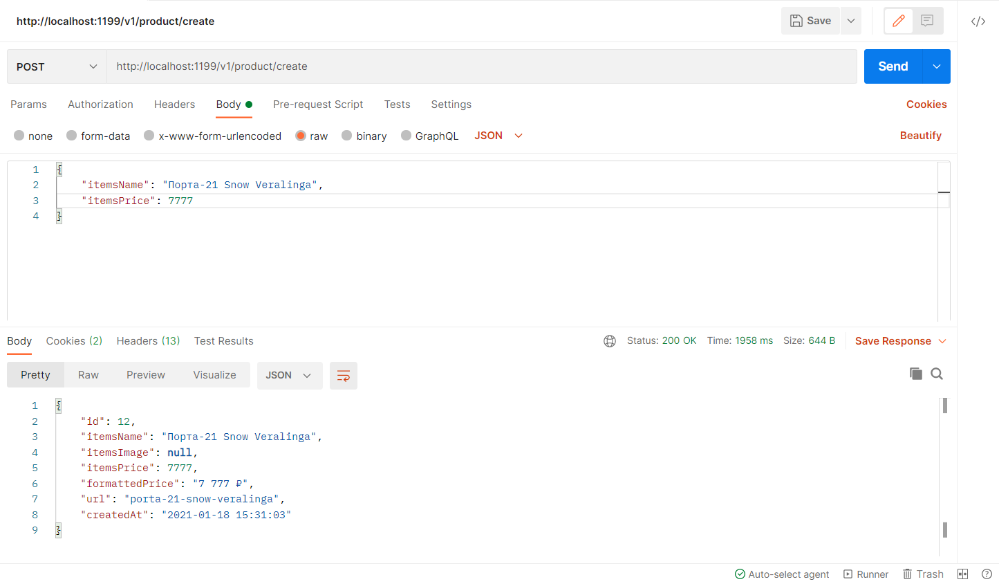 http://localhost:1199/v1/product/create
Save
POST
http://localhost:1199/v1/product/create
Send
Params Authorization Headers Body Pre-request Script Tests Settings Cookies
none form-data x-www-form-urlencoded raw binary GraphQL JSON Beautify
1 {
2 "itemsName": "Порта-21 Snow Veralinga",
3 "itemsPrice": 7777
4 }
Body Cookies (2) Headers (13) Test Results Status: 200 OK Time: 1958 ms Size: 644 B Save Response
Pretty Raw Preview Visualize JSON
1 {
2 "id": 12,
3 "itemsName": "Порта-21 Snow Veralinga",
4 "itemsImage": null,
5 "itemsPrice": 7777,
6 "formattedPrice": "7 777 ₽",
7 "url": "porta-21-snow-veralinga",
8 "createdAt": "2021-01-18 15:31:03"
9 }
Auto-select agent Runner Trash